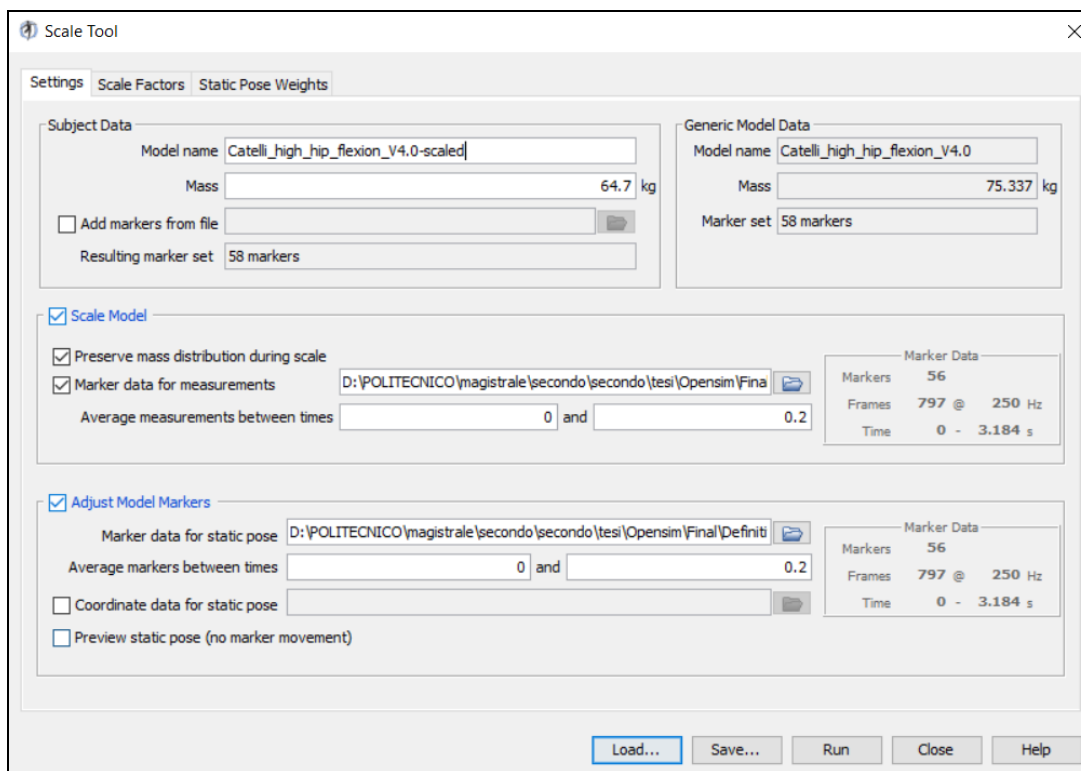 Scale Tool
Settings Scale Factors Static Pose Weights
Subject Data
Model name Catelli_high_hip_flexion_V4.0-scaled
Mass 64.7 kg
Add markers from file
Resulting marker set 58 markers
Generic Model Data
Model name Catelli_high_hip_flexion_V4.0
Mass 75.337 kg
Marker set 58 markers
Scale Model
Preserve mass distribution during scale
Marker data for measurements D:\POLITECNICO\magistrale\secondo\secondo\tesi\Opensim\Final
Average measurements between times 0 and 0.2
Marker Data
Markers 56
Frames 797 @ 250 Hz
Time 0 - 3.184 s
Adjust Model Markers
Marker data for static pose D:\POLITECNICO\magistrale\secondo\secondo\tesi\Opensim\Final\Definiti
Average markers between times 0 and 0.2
Coordinate data for static pose
Preview static pose (no marker movement)
Marker Data
Markers 56
Frames 797 @ 250 Hz
Time 0 - 3.184 s
Load... Save... Run Close Help